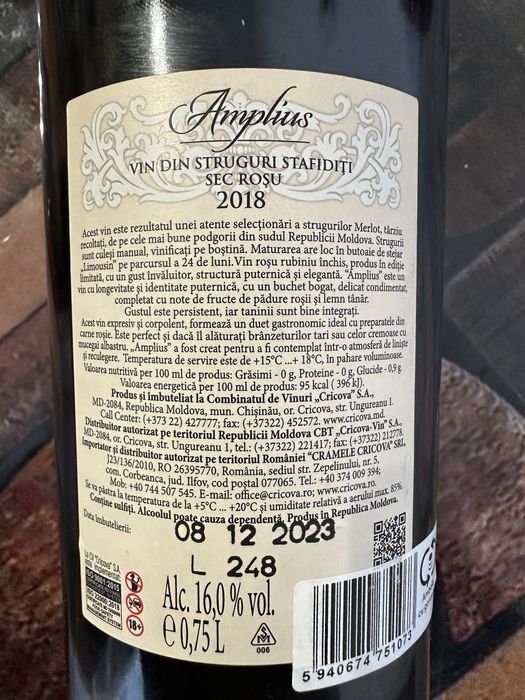 Amplius
VIN DIN STRUGURI STAFIDIȚI
SEC ROȘU
2018
Acest vin este rezultatul unei atente selecționări a strugurilor Merlot, târziu
recoltați, de pe cele mai bune podgorii din sudul Republicii Moldova. Strugurii
sunt culeși manual, vinificați pe boștină. Maturarea are loc în butoaie de stejar
„Limousin” pe parcursul a 24 de luni.Vin roșu rubiniu închis, produs în ediție
limitată, cu un gust învăluitor, structură puternică și elegantă. “Amplius” este un
vin cu longevitate și identitate puternică, cu un buchet bogat, delicat condimentat,
completat cu note de fructe de pădure roșii și lemn tânăr.
Gustul este persistent, iar taninii sunt bine integrați.
Acest vin expresiv și corpolent, formează un duet gastronomic ideal cu preparatele din
carne roșie. Este perfect și dacă îl alăturați brânzeturilor tari sau celor cremoase cu
mucegai albastru. „Amplius” a fost creat pentru a fi contemplat într-o atmosferă de liniște
și reculegere. Temperatura de servire este de +15°C ...+ 18°C, în pahare voluminoase.
Valoarea nutritivă per 100 ml de produs: Grăsimi - 0 g, Proteine - 0 g, Glucide - 0,9 g.
Valoarea energetică per 100 ml de produs: 95 kcal ( 396 kJ).
Produs și îmbuteliat la Combinatul de Vinuri „Cricova” S.A.,
MD-2084, Republica Moldova, mun. Chișinău, or. Cricova, str. Ungureanu 1.
Call Center: (+373 22) 427777; fax: (+37322) 452572. www.cricova.md.
Distribuitor autorizat pe teritoriul Republicii Moldova CBT „Cricova-Vin” S.A.,
MD-2084, or. Cricova, str. Ungureanu 1, tel.: (+37322) 221417; fax: (+37322) 212778.
Importator și distribuitor autorizat pe teritoriul României “CRAMELE CRICOVA” SRL,
J23/136/2010, RO 26395770, România, sediul str. Zepelinului, nr. 5,
com. Corbeanca, jud. Ilfov, cod poștal 077065. Tel.: +40 374 009 394;
Mob: +40 744 507 545. E-mail: office@cricova.ro; www.cricova.ro.
Se va păstra la temperatura de la +5°C ... +20°C și umiditate relativă a aerului max. 85%.
Conține sulfiți. Alcoolul poate cauza dependență. Produs în Republica Moldova.
Data îmbutelierii:
08 12 2023
L 248
La CV "Cricova" S.A.
este implementat:
ISO 9001:2015
ISO 22000:2018
MANAGEMENT SYSTEM
18+
Alc. 16,0 % vol.
e 0,75 L
006
5 940674 751073